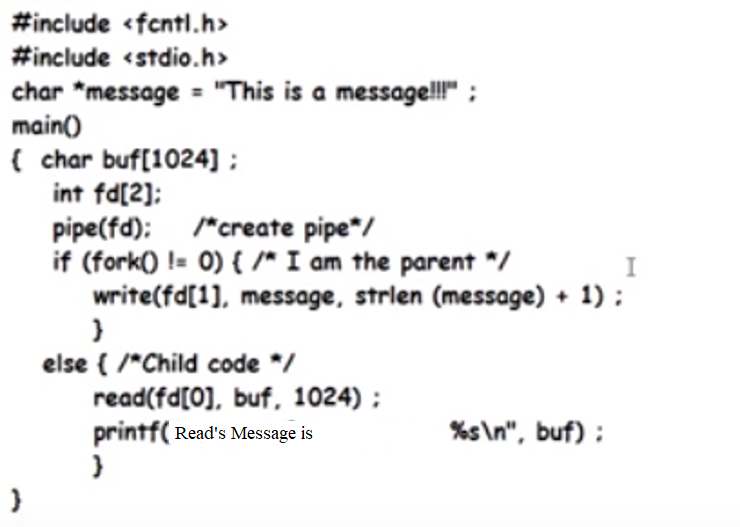 #include <fcntl.h>
#include <stdio.h>
char *message = "This is a message!!!" ;
main()
{ char buf[1024] ;
int fd[2];
pipe(fd); /*create pipe*/
if (fork() != 0) { /* I am the parent */
write(fd[1], message, strlen (message) + 1) ;
}
else { /*Child code */
read(fd[0], buf, 1024) ;
printf( Read's Message is %s\n", buf) ;
}
}